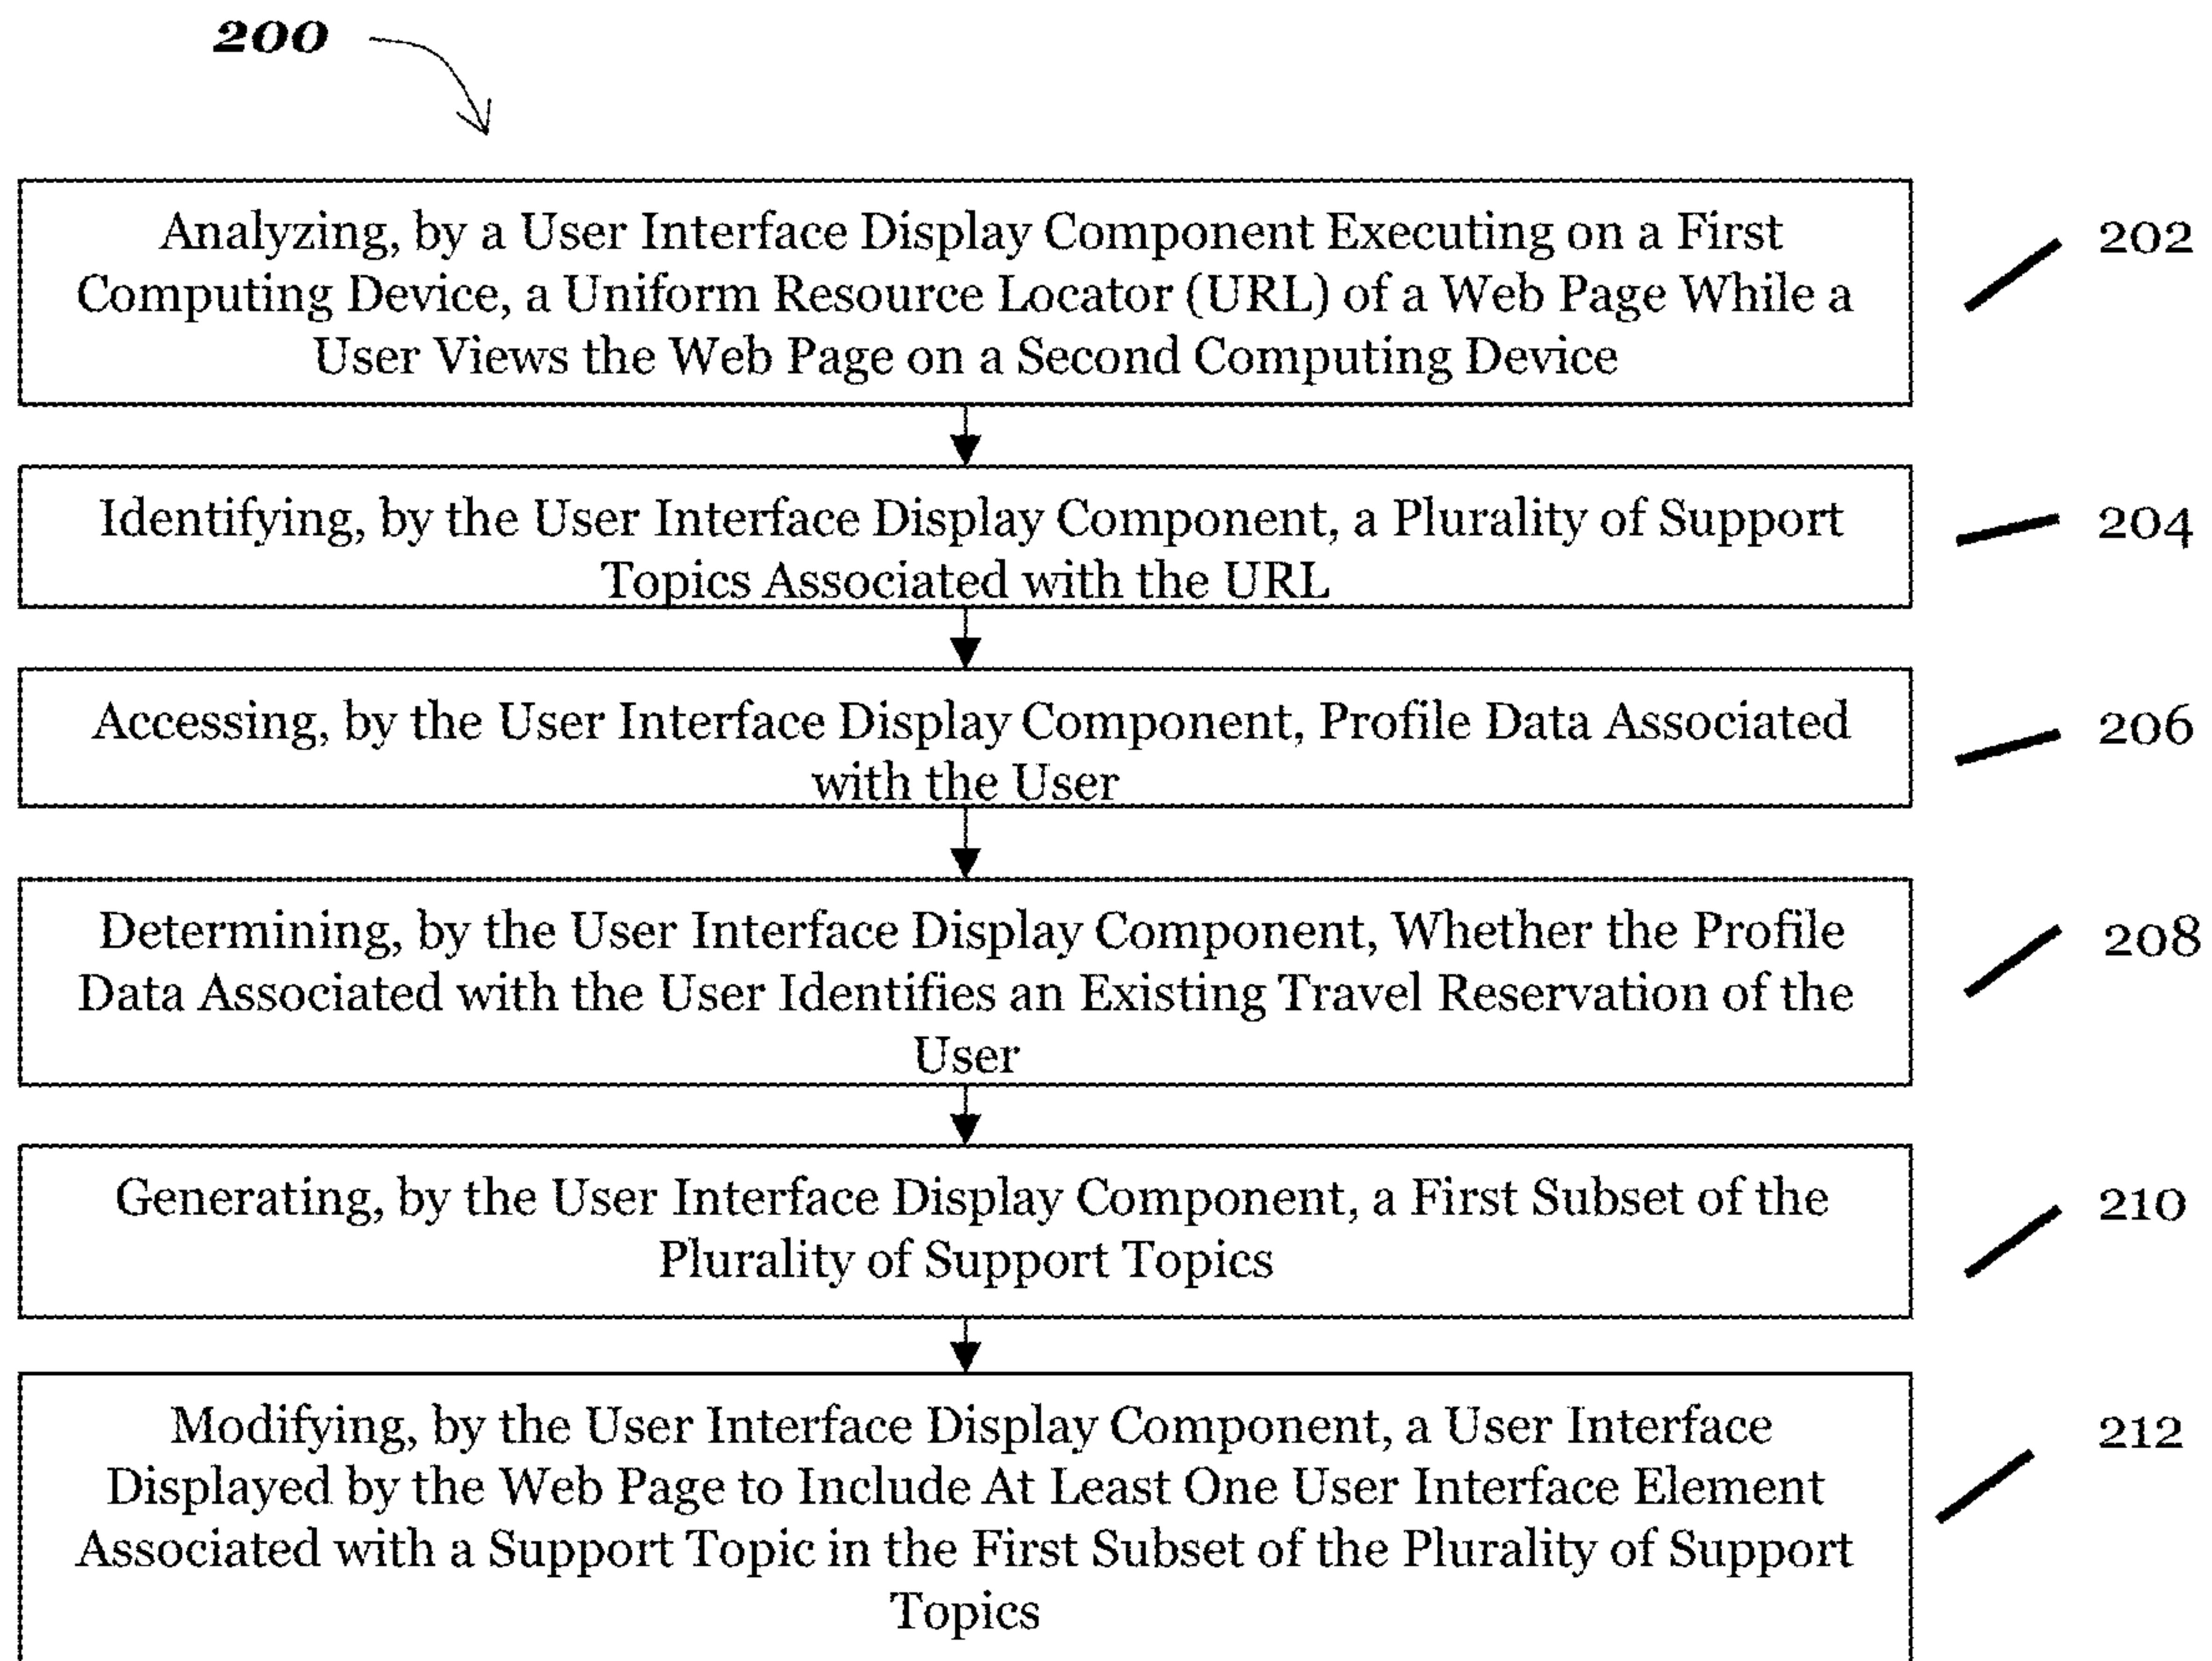 200
Analyzing, by a User Interface Display Component Executing on a First
Computing Device, a Uniform Resource Locator (URL) of a Web Page While a
User Views the Web Page on a Second Computing Device
202
Identifying, by the User Interface Display Component, a Plurality of Support
Topics Associated with the URL
204
Accessing, by the User Interface Display Component, Profile Data Associated
with the User
206
Determining, by the User Interface Display Component, Whether the Profile
Data Associated with the User Identifies an Existing Travel Reservation of the
User
208
Generating, by the User Interface Display Component, a First Subset of the
Plurality of Support Topics
210
Modifying, by the User Interface Display Component, a User Interface
Displayed by the Web Page to Include At Least One User Interface Element
Associated with a Support Topic in the First Subset of the Plurality of Support
Topics
212